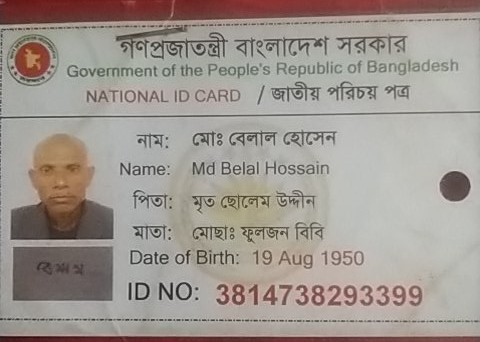 গণপ্রজাতন্ত্রী বাংলাদেশ সরকার
Government of the People's Republic of Bangladesh
NATIONAL ID CARD / জাতীয় পরিচয় পত্র
নাম: মোঃ বেলাল হোসেন
Name: Md Belal Hossain
পিতা: মৃত ছোলেম উদ্দীন
মাতা: মোছাঃ ফুলজন বিবি
Date of Birth: 19 Aug 1950
ID NO: 3814738293399